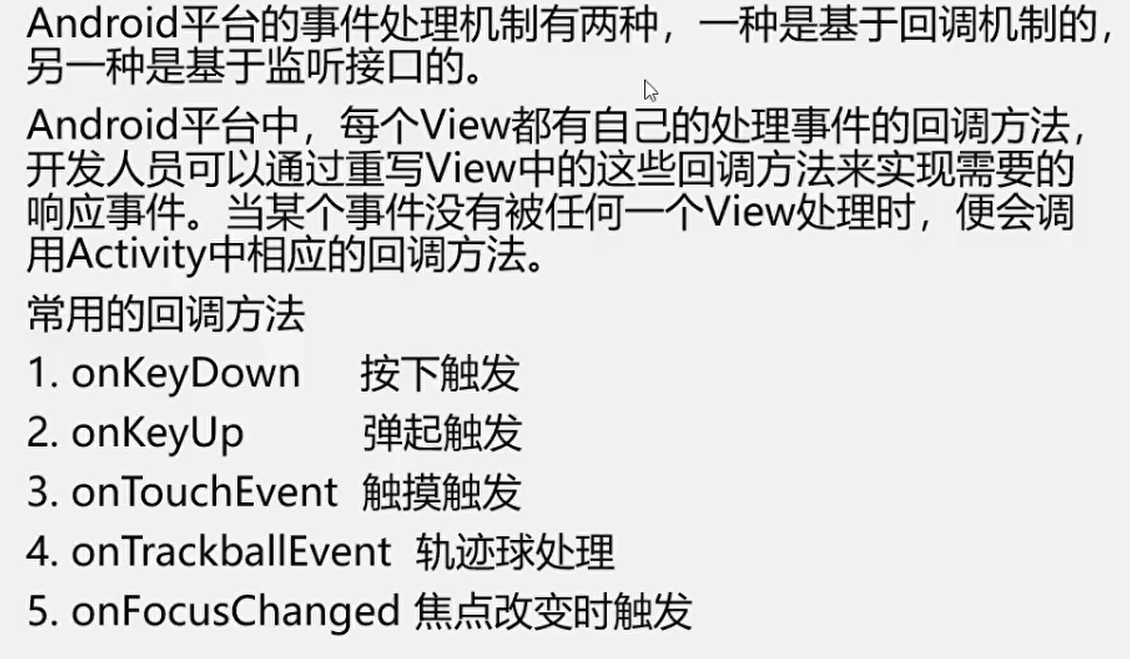 Android平台的事件处理机制有两种，一种是基于回调机制的，
另一种是基于监听接口的。
Android平台中，每个View都有自己的处理事件的回调方法，
开发人员可以通过重写View中的这些回调方法来实现需要的
响应事件。当某个事件没有被任何一个View处理时，便会调
用Activity中相应的回调方法。
常用的回调方法
1. onKeyDown 按下触发
2. onKeyUp 弹起触发
3. onTouchEvent 触摸触发
4. onTrackballEvent 轨迹球处理
5. onFocusChanged 焦点改变时触发